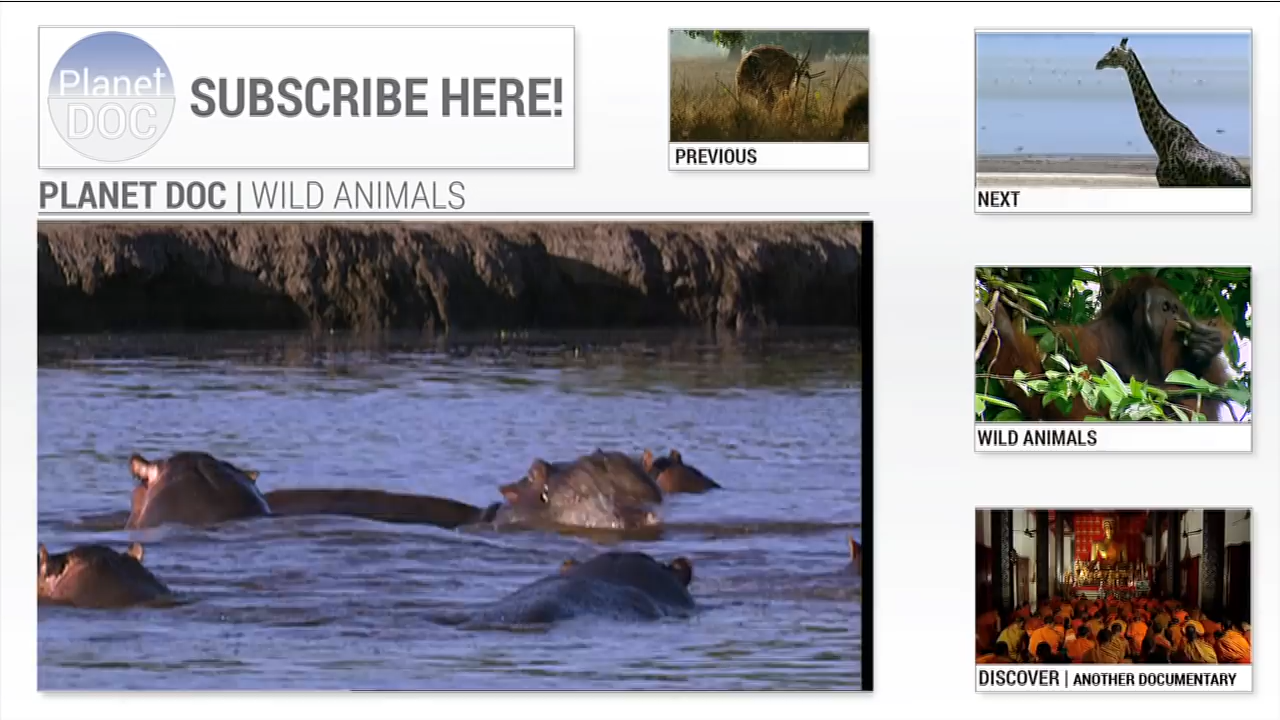 Planet
DOC
SUBSCRIBE HERE!
PLANET DOC | WILD ANIMALS
PREVIOUS
NEXT
WILD ANIMALS
DISCOVER | ANOTHER DOCUMENTARY